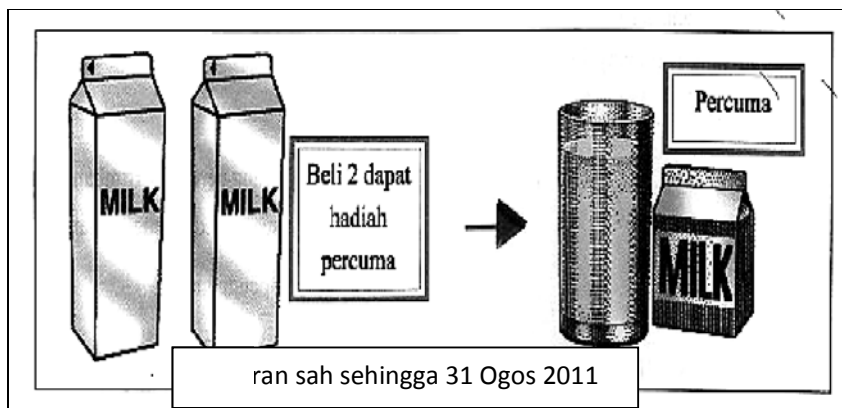 MILK
MILK
Beli 2 dapat
hadiah
percuma
Percuma
MILK
ran sah sehingga 31 Ogos 2011